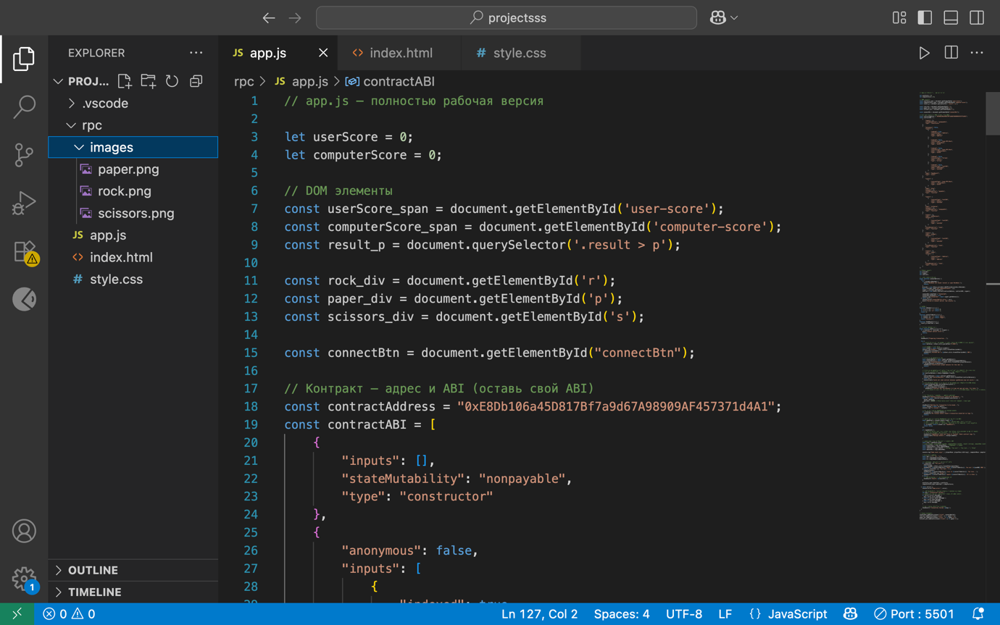 projectsss
EXPLORER
PROJ...
.vscode
rpc
images
paper.png
rock.png
scissors.png
app.js
index.html
style.css
OUTLINE
TIMELINE
JS app.js
<> index.html
# style.css
rpc > JS app.js > contractABI
1 // app.js — полностью рабочая версия
2
3 let userScore = 0;
4 let computerScore = 0;
5
6 // DOM элементы
7 const userScore_span = document.getElementById('user-score');
8 const computerScore_span = document.getElementById('computer-score');
9 const result_p = document.querySelector('.result > p');
10
11 const rock_div = document.getElementById('r');
12 const paper_div = document.getElementById('p');
13 const scissors_div = document.getElementById('s');
14
15 const connectBtn = document.getElementById("connectBtn");
16
17 // Контракт — адрес и ABI (оставь свой ABI)
18 const contractAddress = "0xE8Db106a45D817Bf7a9d67A98909AF457371d4A1";
19 const contractABI = [
20 {
21 "inputs": [],
22 "stateMutability": "nonpayable",
23 "type": "constructor"
24 },
25 {
26 "anonymous": false,
27 "inputs": [
28 {
29 "indexed": true
1
0 0
Ln 127, Col 2
Spaces: 4
UTF-8
LF
{} JavaScript
Port : 5501